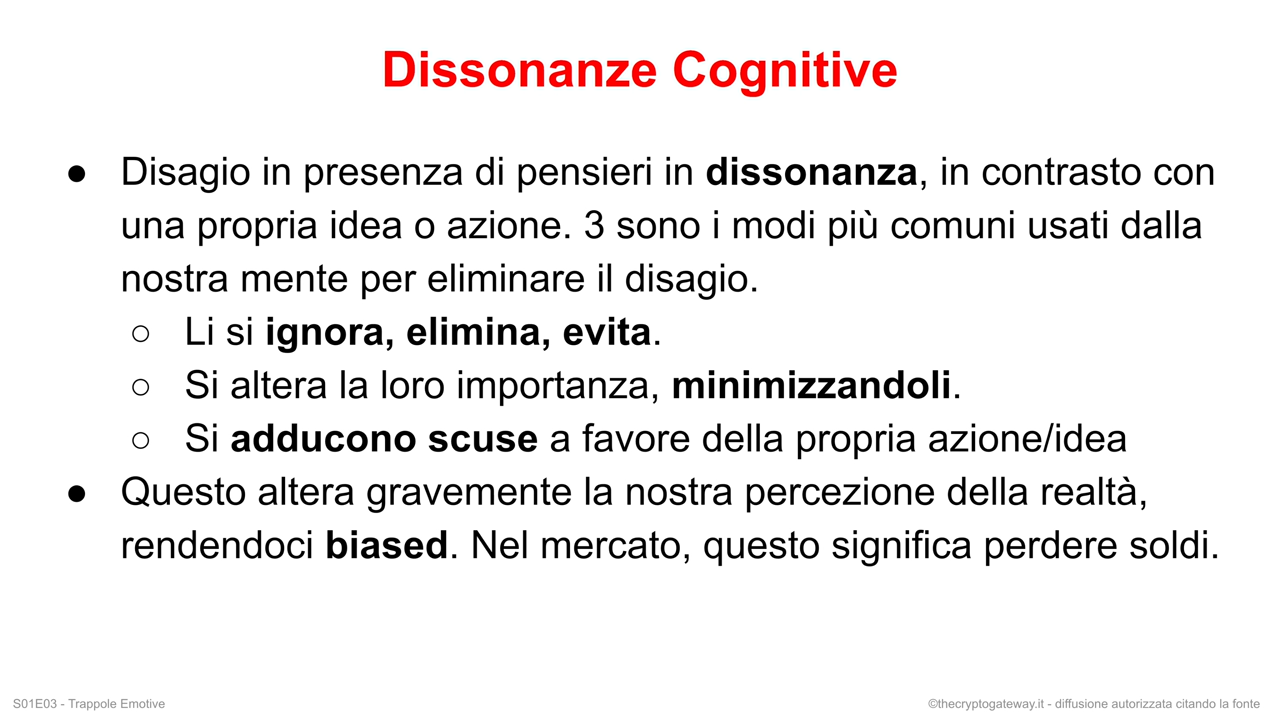 Dissonanze Cognitive
● Disagio in presenza di pensieri in dissonanza, in contrasto con
una propria idea o azione. 3 sono i modi più comuni usati dalla
nostra mente per eliminare il disagio.
○ Li si ignora, elimina, evita.
○ Si altera la loro importanza, minimizzandoli.
○ Si adducono scuse a favore della propria azione/idea
● Questo altera gravemente la nostra percezione della realtà,
rendendoci biased. Nel mercato, questo significa perdere soldi.
S01E03 - Trappole Emotive
©thecryptogateway.it - diffusione autorizzata citando la fonte